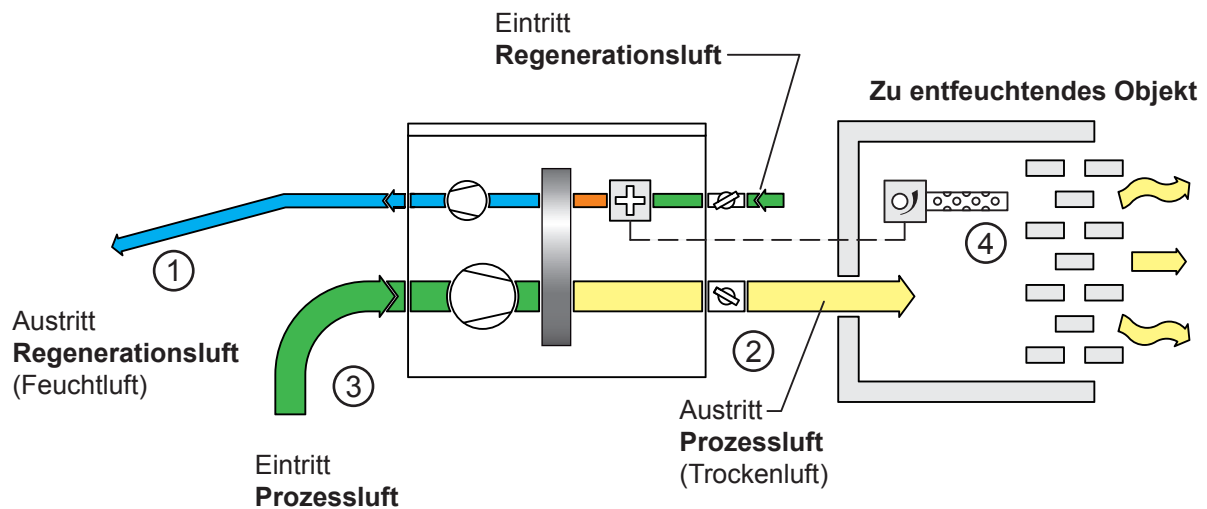 Eintritt
Regenerationsluft
Zu entfeuchtendes Objekt
1
4
Austritt
Regenerationsluft
(Feuchtluft)
3
2
Austritt
Prozessluft
(Trockenluft)
Eintritt
Prozessluft